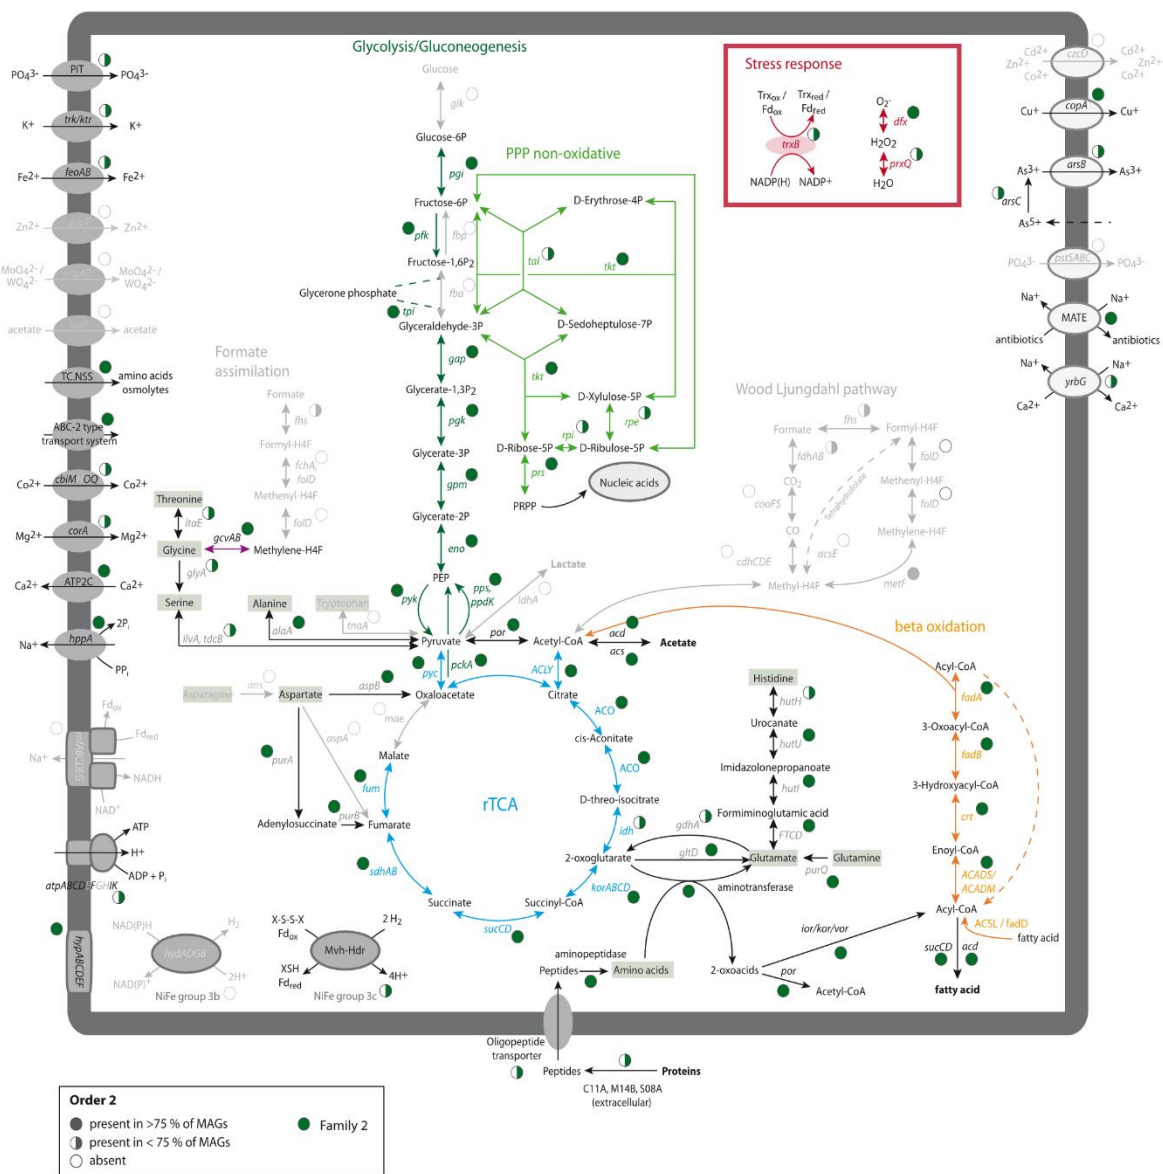 Glycolysis/Gluconeogenesis
Glucose
glk
Glucose-6P
pgi
Fructose-6P
pfk
fbp
Fructose-1,6P2
fba
Glycerone phosphate
tpi
Glyceraldehyde-3P
gap
Glycerate-1,3P2
pgk
Glycerate-3P
gpm
Glycerate-2P
eno
PEP
pyk
pps,
ppdK
Pyruvate
PPP non-oxidative
D-Erythrose-4P
tal
tkt
D-Sedoheptulose-7P
tkt
D-Xylulose-5P
rpe
rpi
D-Ribose-5P
D-Ribulose-5P
prs
PRPP
Nucleic acids
Stress response
Trxox /
Fdox
Trxred /
Fdred
trxB
NADP(H)
NADP+
O2-
dfx
H2O2
prxQ
H2O
PiT
PO43-
PO43-
trk/ktr
K+
K+
feoAB
Fe2+
Fe2+
Zn2+
Zn2+
MoO42-/
WO42-
MoO42-/
WO42-
acetate
acetate
TC.NSS
amino acids
osmolytes
ABC-2 type
transport system
cbiM OQ
Co2+
Co2+
corA
Mg2+
Mg2+
ATP2C
Ca2+
Ca2+
hppA
2Pi
Na+
PPi
Fdox
Fdred
Na+
NADH
NAD+
ATP
H+
ADP + Pi
atpABCDEFGHIK
hypABCDEF
NAD(P)H
H2
hydADGB
NAD(P)+
2H+
NiFe group 3b
X-S-S-X
Fdox
2 H2
Mvh-Hdr
XSH
Fdred
4H+
NiFe group 3c
czcD
Cd2+
Zn2+
Co2+
Cd2+
Zn2+
Co2+
copA
Cu+
Cu+
arsB
As3+
As3+
arsC
As5+
pstSABC
PO43-
PO43-
Na+
Na+
MATE
antibiotics
antibiotics
Na+
Na+
yrbG
Ca2+
Ca2+
Formate
assimilation
Formate
fhs
Formyl-H4F
fchA,
folD
Methenyl-H4F
folD
Methylene-H4F
Threonine
ltaE
Glycine
gcvAB
glyA
Serine
Alanine
Tryptophan
ilvA, tdcB
alaA
tnaA
Lactate
ldhA
por
Acetyl-CoA
acd
acs
Acetate
Wood Ljungdahl pathway
Formate
fhs
Formyl-H4F
fdhAB
folD
CO2
Methenyl-H4F
cooFS
Tetrahydrofolate
folD
CO
Methylene-H4F
cdhCDE
acsE
Methyl-H4F
metF
pyc
pckA
ACLY
Asparagine
ans
Aspartate
aspB
Oxaloacetate
Citrate
mae
ACO
cis-Aconitate
aspA
Malate
ACO
purA
fum
rTCA
D-threo-isocitrate
purB
idh
Adenylosuccinate
Fumarate
2-oxoglutarate
sdhAB
korABCD
Succinate
Succinyl-CoA
sucCD
Histidine
hutH
Urocanate
hutU
Imidazolonepropanoate
hutI
Formiminoglutamic acid
FTCD
gdhA
gltD
Glutamate
Glutamine
purQ
aminotransferase
aminopeptidase
Peptides
Amino acids
2-oxoacids
ior/kor/vor
por
Acetyl-CoA
beta oxidation
Acyl-CoA
fadA
3-Oxoacyl-CoA
fadB
3-Hydroxyacyl-CoA
crt
Enoyl-CoA
ACADS/
ACADM
Acyl-CoA
ACSL / fadD
fatty acid
sucCD
acd
fatty acid
Oligopeptide
transporter
Peptides
Proteins
C11A, M14B, S08A
(extracellular)
Order 2
present in >75 % of MAGs
present in < 75 % of MAGs
absent
Family 2